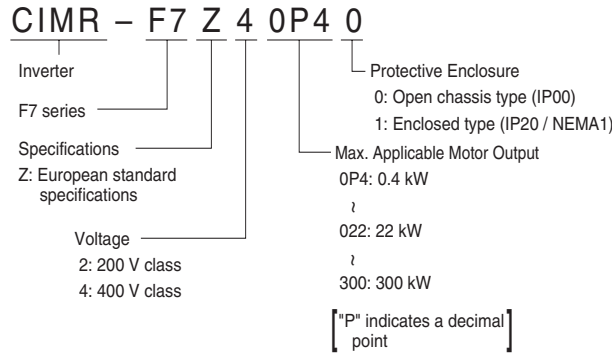 CIMR – F7 Z 4 0P4 0
Inverter
F7 series
Specifications
Z: European standard
specifications
Voltage
2: 200 V class
4: 400 V class
Protective Enclosure
0: Open chassis type (IP00)
1: Enclosed type (IP20 / NEMA1)
Max. Applicable Motor Output
0P4: 0.4 kW
~
022: 22 kW
~
300: 300 kW
["P" indicates a decimal
point]